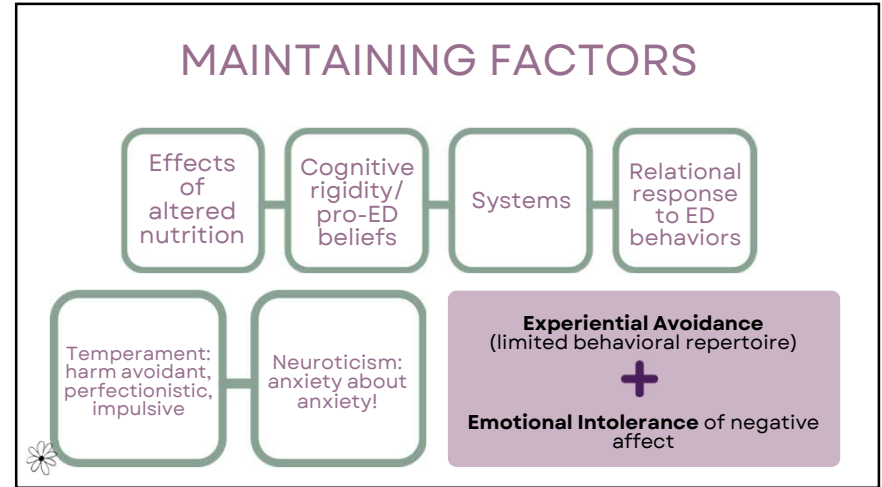 MAINTAINING FACTORS
Effects
of
altered
nutrition
Cognitive
rigidity/
pro-ED
beliefs
Systems
Relational
response
to ED
behaviors
Temperament:
harm avoidant,
perfectionistic,
impulsive
Neuroticism:
anxiety about
anxiety!
Experiential Avoidance
(limited behavioral repertoire)
+
Emotional Intolerance of negative
affect